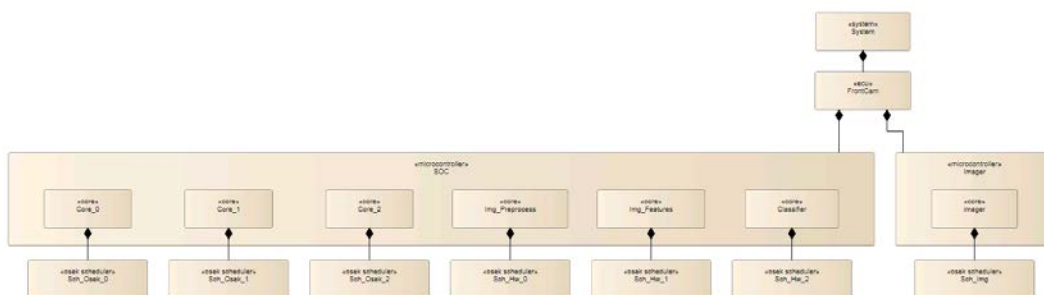 «system»
System
«ecu»
FrontCam
«microcontroller»
SOC
«microcontroller»
Imager
«core»
Core_0
«core»
Core_1
«core»
Core_2
«core»
Img_Preprocess
«core»
Img_Features
«core»
Classifier
«core»
Imager
«osek scheduler»
Sch_Osek_0
«osek scheduler»
Sch_Osek_1
«osek scheduler»
Sch_Osek_2
«osek scheduler»
Sch_Hw_0
«osek scheduler»
Sch_Hw_1
«osek scheduler»
Sch_Hw_2
«osek scheduler»
Sch_Img